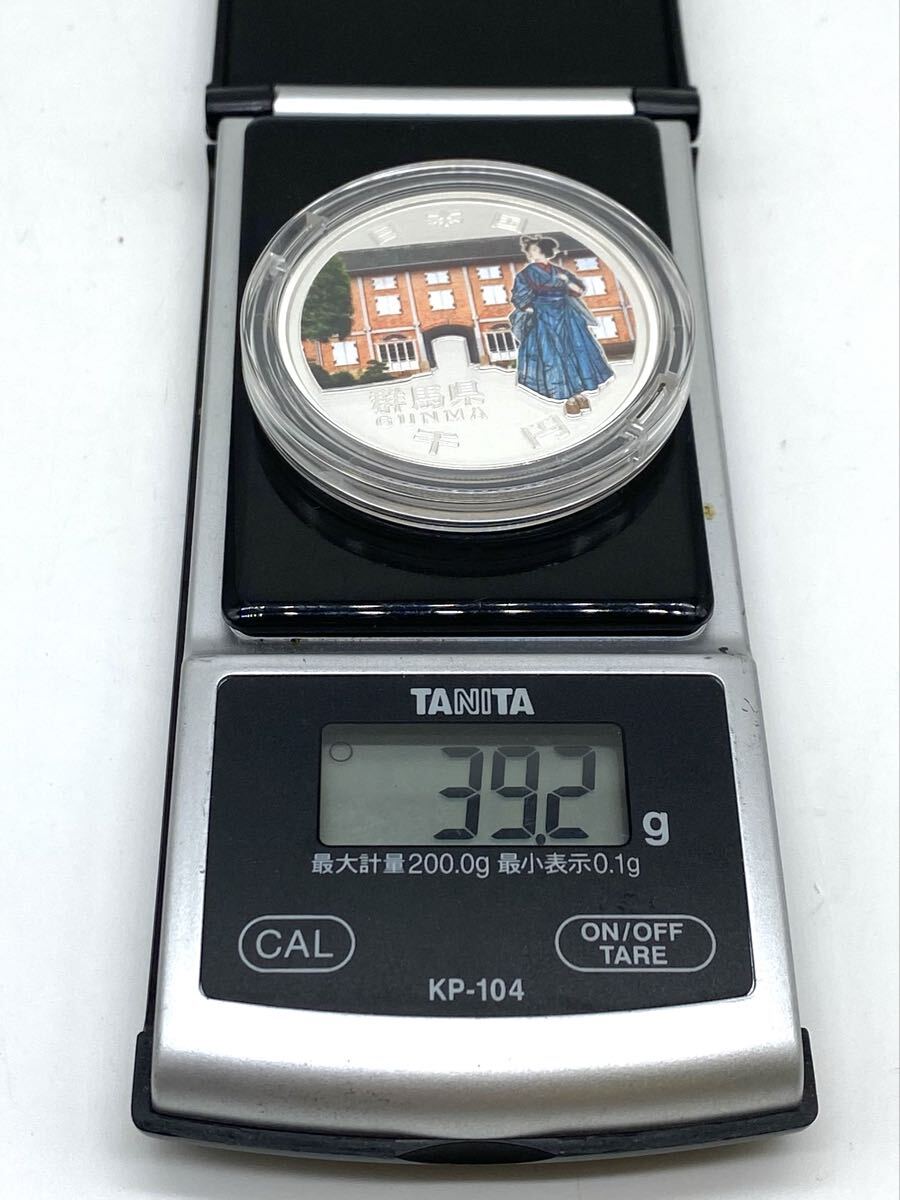 日本国
群馬県
GUNMA
千円
TANITA
39.2 g
最大計量200.0g 最小表示0.1g
CAL
ON/OFF
TARE
KP-104